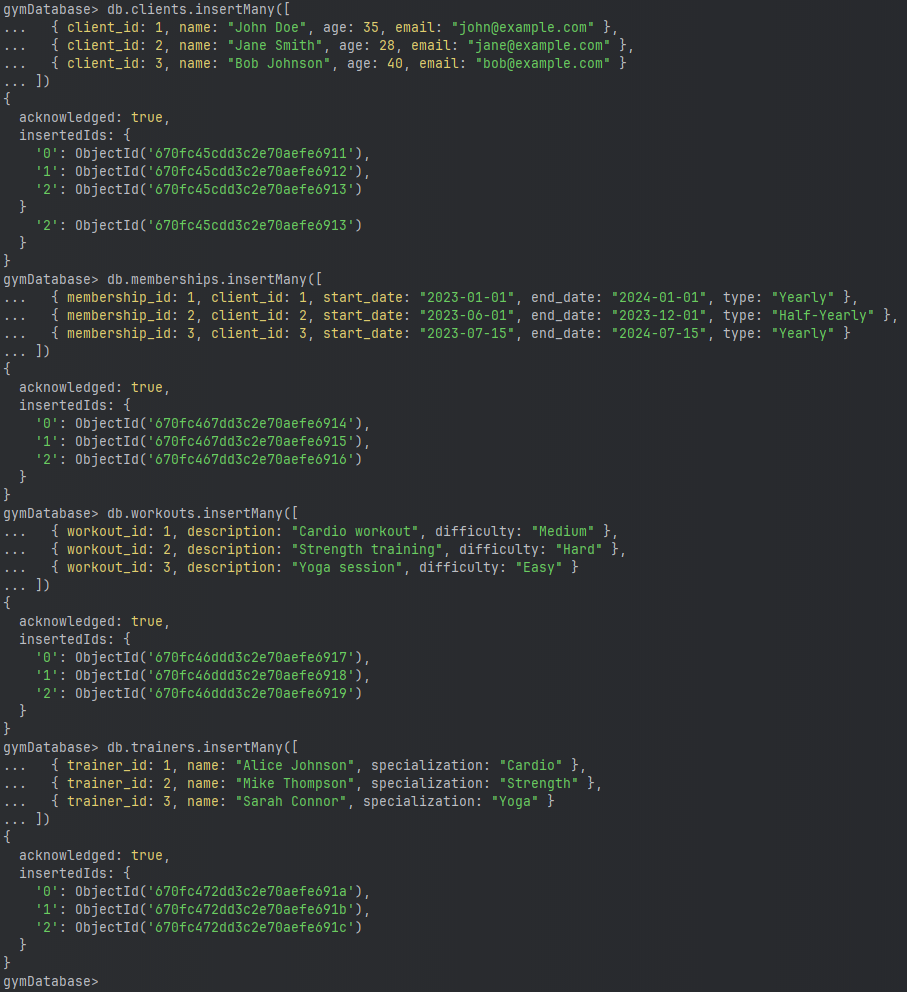 gymDatabase> db.clients.insertMany([
...   { client_id: 1, name: "John Doe", age: 35, email: "john@example.com" },
...   { client_id: 2, name: "Jane Smith", age: 28, email: "jane@example.com" },
...   { client_id: 3, name: "Bob Johnson", age: 40, email: "bob@example.com" }
... ])
{
  acknowledged: true,
  insertedIds: {
    '0': ObjectId('670fc45cdd3c2e70aefe6911'),
    '1': ObjectId('670fc45cdd3c2e70aefe6912'),
    '2': ObjectId('670fc45cdd3c2e70aefe6913')
  }
    '2': ObjectId('670fc45cdd3c2e70aefe6913')
  }
}
gymDatabase> db.memberships.insertMany([
...   { membership_id: 1, client_id: 1, start_date: "2023-01-01", end_date: "2024-01-01", type: "Yearly" },
...   { membership_id: 2, client_id: 2, start_date: "2023-06-01", end_date: "2023-12-01", type: "Half-Yearly" },
...   { membership_id: 3, client_id: 3, start_date: "2023-07-15", end_date: "2024-07-15", type: "Yearly" }
... ])
{
  acknowledged: true,
  insertedIds: {
    '0': ObjectId('670fc467dd3c2e70aefe6914'),
    '1': ObjectId('670fc467dd3c2e70aefe6915'),
    '2': ObjectId('670fc467dd3c2e70aefe6916')
  }
}
gymDatabase> db.workouts.insertMany([
...   { workout_id: 1, description: "Cardio workout", difficulty: "Medium" },
...   { workout_id: 2, description: "Strength training", difficulty: "Hard" },
...   { workout_id: 3, description: "Yoga session", difficulty: "Easy" }
... ])
{
  acknowledged: true,
  insertedIds: {
    '0': ObjectId('670fc46ddd3c2e70aefe6917'),
    '1': ObjectId('670fc46ddd3c2e70aefe6918'),
    '2': ObjectId('670fc46ddd3c2e70aefe6919')
  }
}
gymDatabase> db.trainers.insertMany([
...   { trainer_id: 1, name: "Alice Johnson", specialization: "Cardio" },
...   { trainer_id: 2, name: "Mike Thompson", specialization: "Strength" },
...   { trainer_id: 3, name: "Sarah Connor", specialization: "Yoga" }
... ])
{
  acknowledged: true,
  insertedIds: {
    '0': ObjectId('670fc472dd3c2e70aefe691a'),
    '1': ObjectId('670fc472dd3c2e70aefe691b'),
    '2': ObjectId('670fc472dd3c2e70aefe691c')
  }
}
gymDatabase>